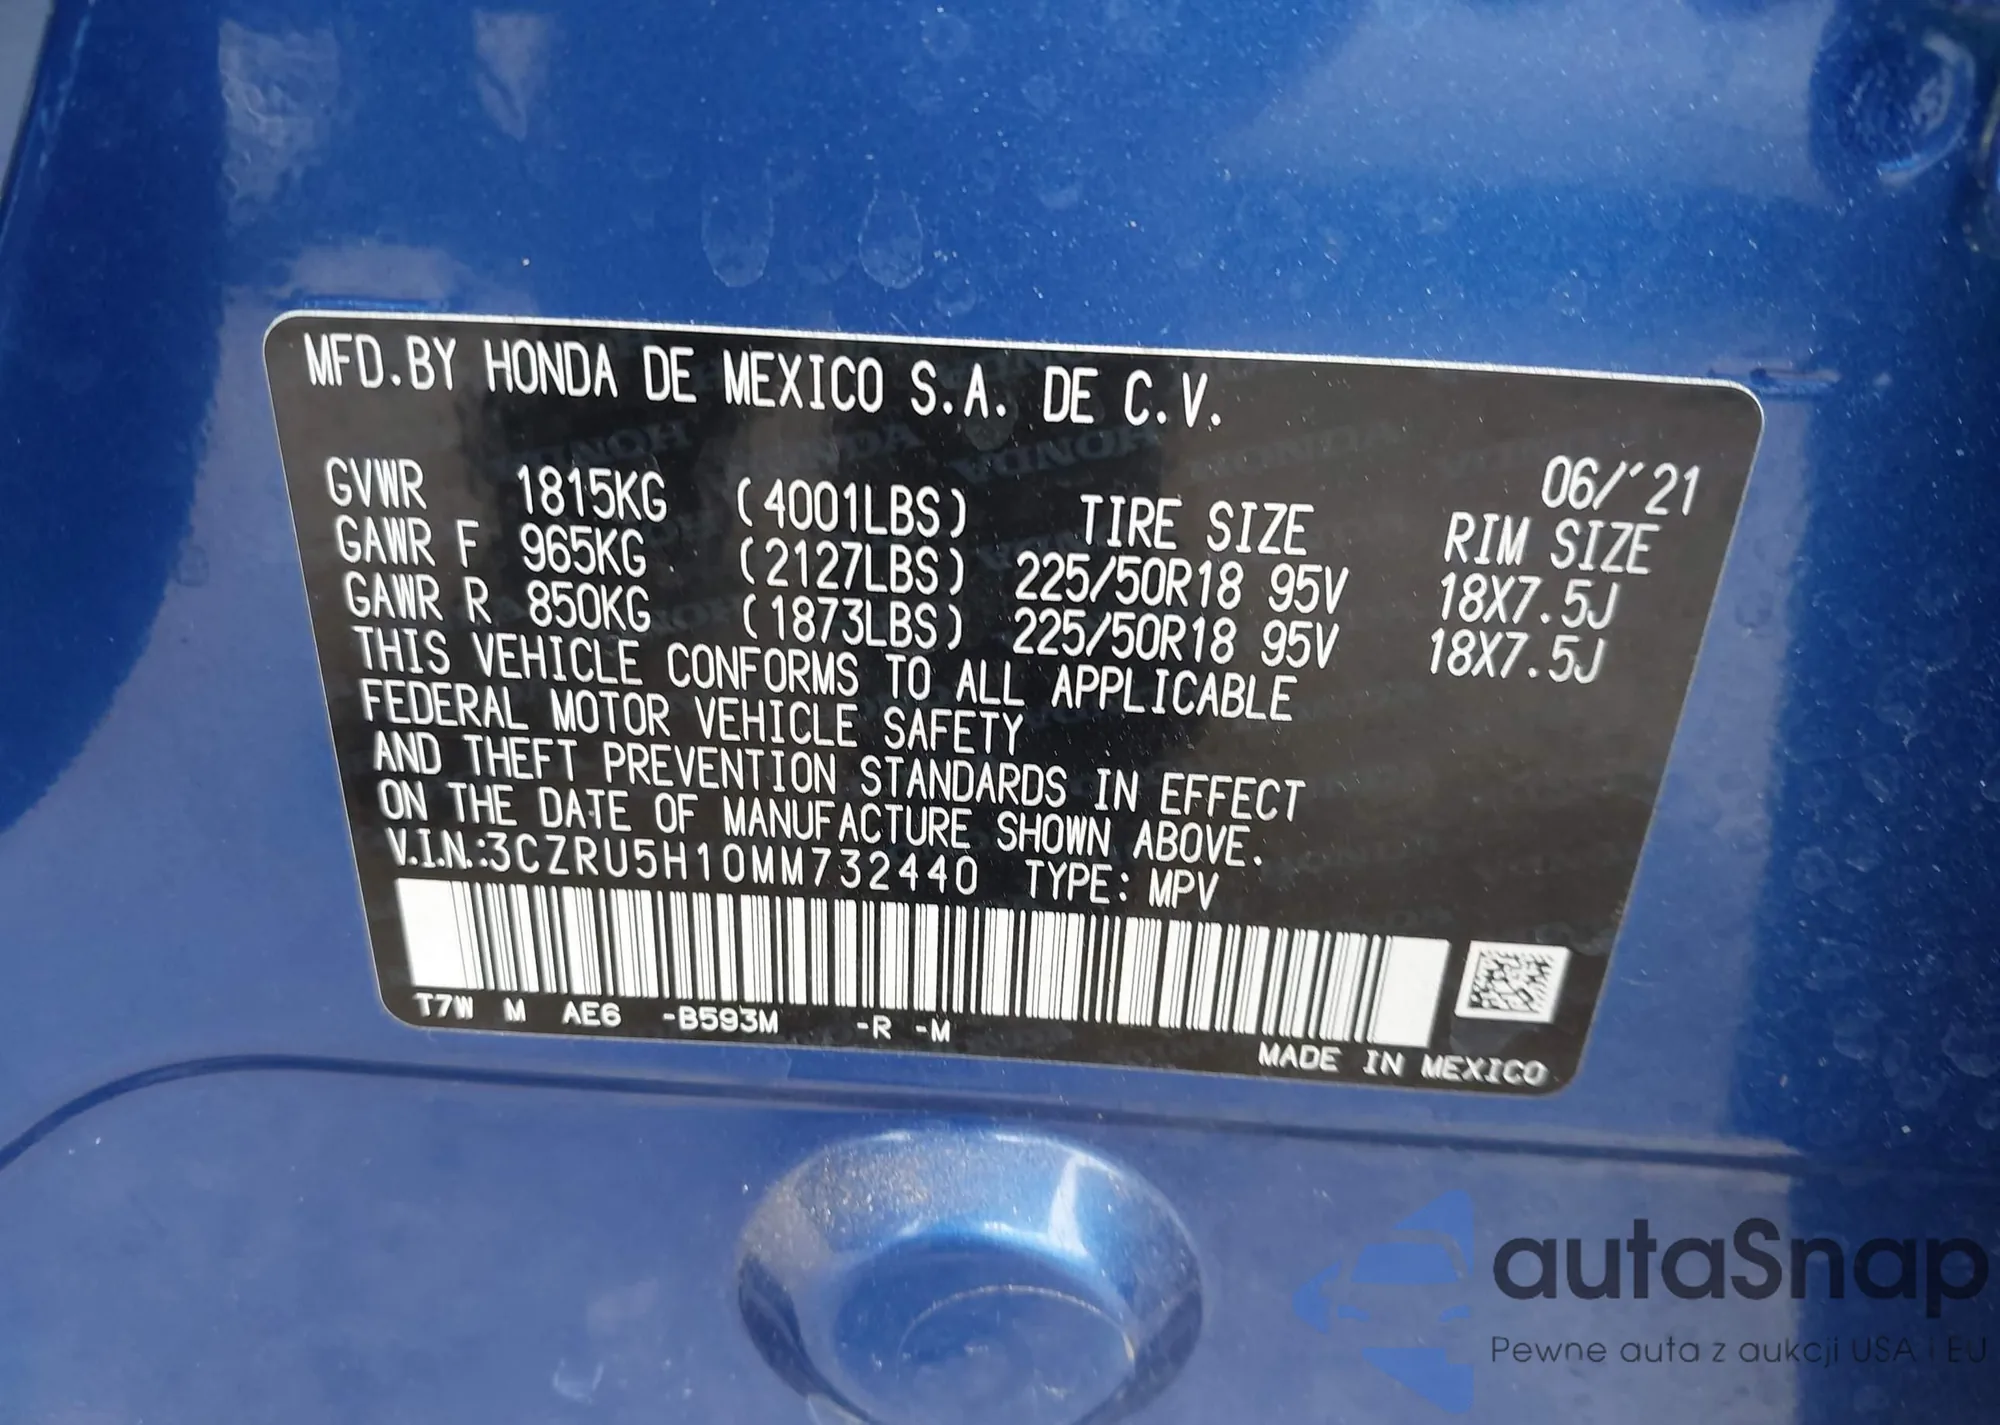 MFD.BY HONDA DE MEXICO S.A. DE C.V.
06/'21
GVWR 1815KG (4001LBS) TIRE SIZE RIM SIZE
GAWR F 965KG (2127LBS) 225/50R18 95V 18X7.5J
GAWR R 850KG (1873LBS) 225/50R18 95V 18X7.5J
THIS VEHICLE CONFORMS TO ALL APPLICABLE
FEDERAL MOTOR VEHICLE SAFETY
AND THEFT PREVENTION STANDARDS IN EFFECT
ON THE DATE OF MANUFACTURE SHOWN ABOVE.
V.I.N.:3CZRU5H10MM732440 TYPE: MPV
T7W M AE6 -B593M -R -M
MADE IN MEXICO
autaSnap
Pewne auta z aukcji USA i EU